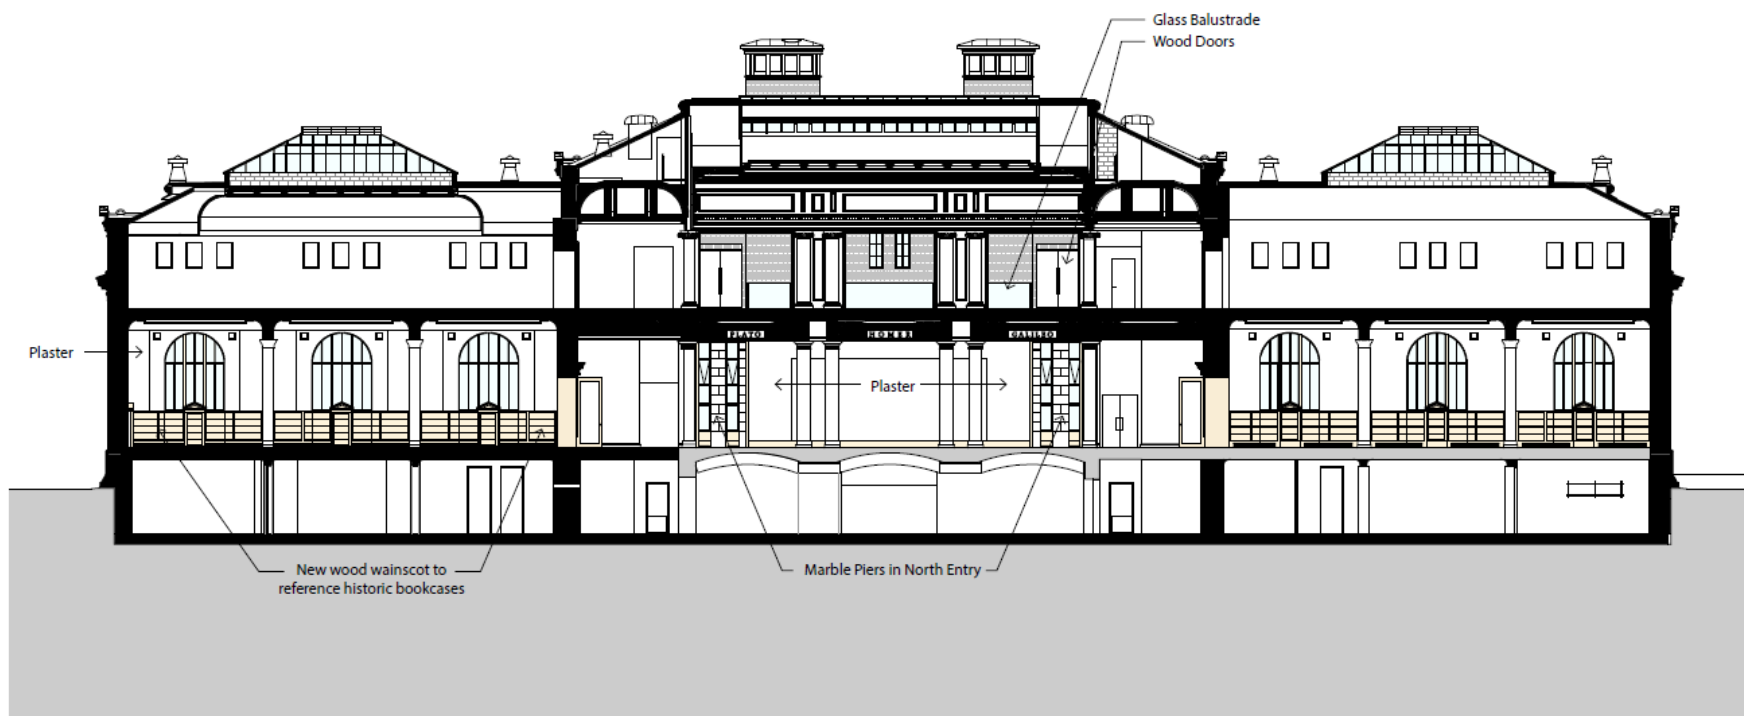 Glass Balustrade
Wood Doors
PLATO
HOMER
GALILEO
Plaster
Plaster
New wood wainscot to
reference historic bookcases
Marble Piers in North Entry